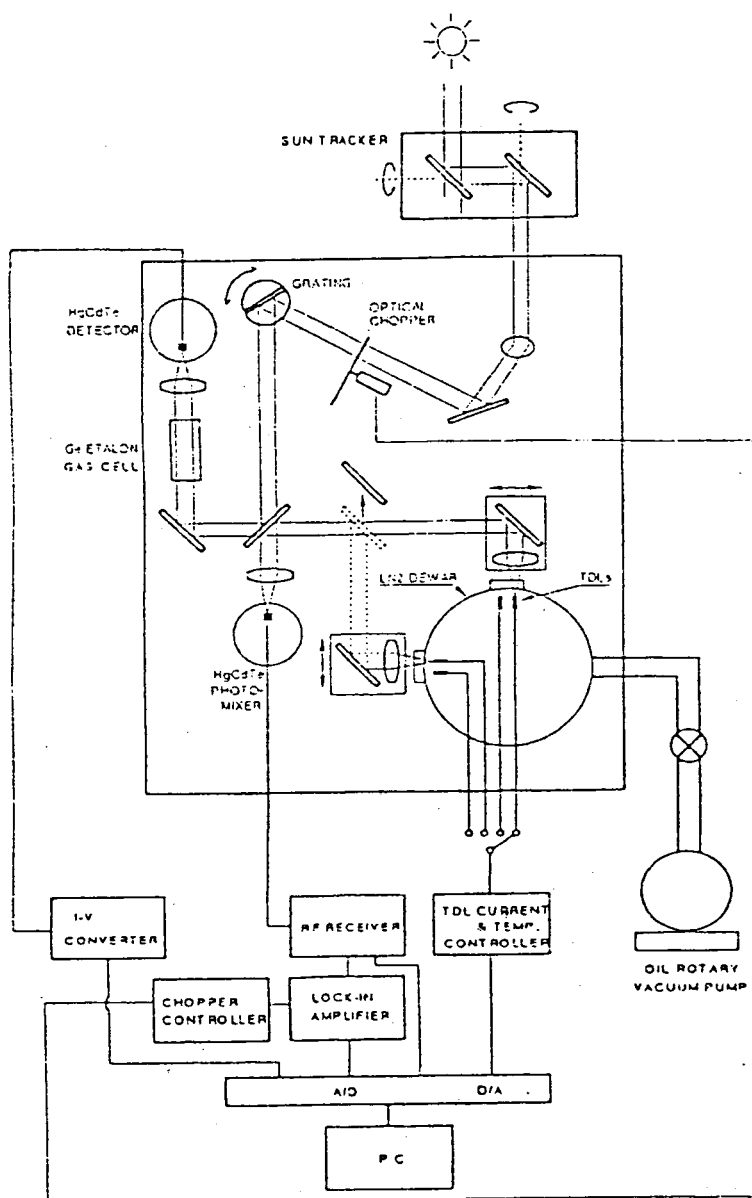 SUN TRACKER
GRATING
OPTICAL
CHOPPER
HgCdTe
DETECTOR
Ge ETALON
GAS CELL
LN2 DEWAR
TDLs
HgCdTe
PHOTO-
MIXER
I-V
CONVERTER
RF RECEIVER
TDL CURRENT
& TEMP.
CONTROLLER
OIL ROTARY
VACUUM PUMP
CHOPPER
CONTROLLER
LOCK-IN
AMPLIFIER
A/D
D/A
PC